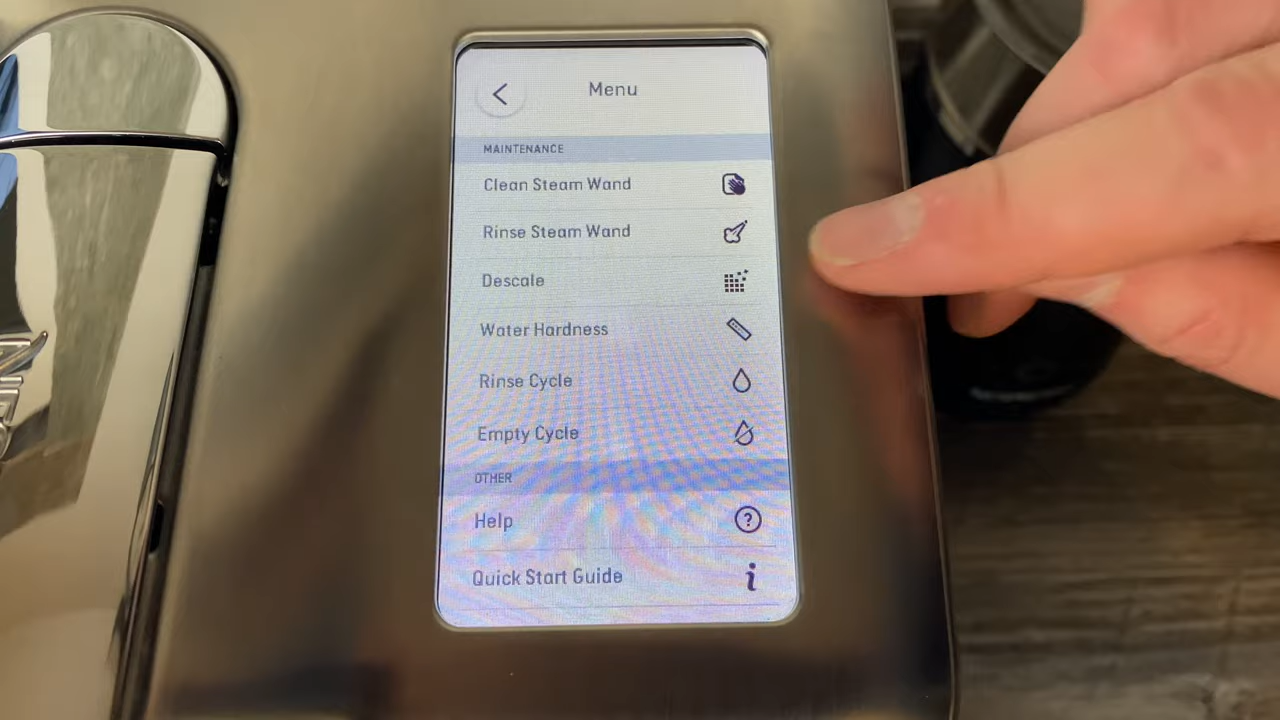 Menu
MAINTENANCE
Clean Steam Wand
Rinse Steam Wand
Descale
Water Hardness
Rinse Cycle
Empty Cycle
OTHER
Help
?
Quick Start Guide
i